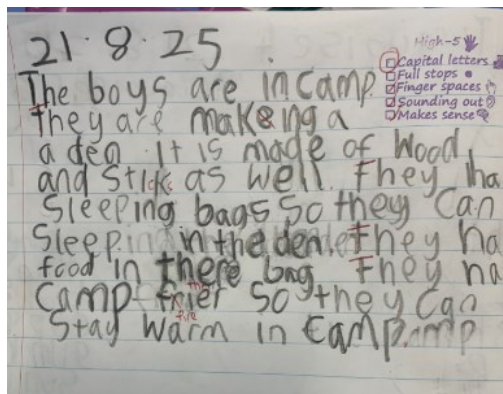 21.8.25
High-5
Capital letters
Full stops
Finger spaces
Sounding out
Makes sense
The boys are in camp.
they are making a
a den. It is made of wood
and sticks as well. They ha
sleeping bags so they can
sleep in the den. They ha
food in there bag. They ha
camp so they can
fire
stay warm in camp.